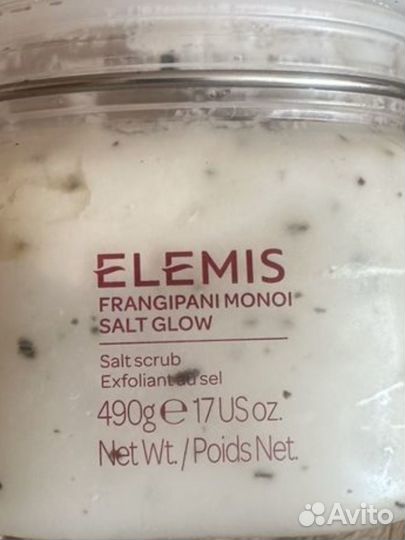 ELEMIS
FRANGIPANI MONOI
SALT GLOW
Salt scrub
Exfoliant au sel
490g e 17 US oz.
Net Wt./Poids Net.
Avito